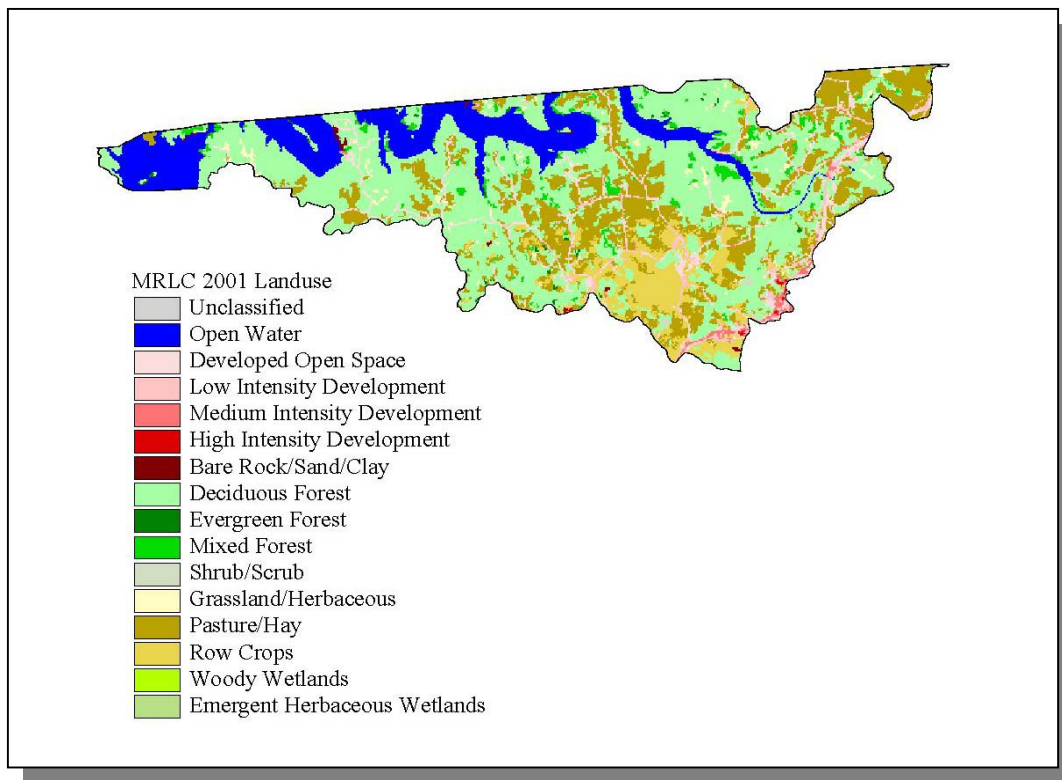 MRLC 2001 Landuse
Unclassified
Open Water
Developed Open Space
Low Intensity Development
Medium Intensity Development
High Intensity Development
Bare Rock/Sand/Clay
Deciduous Forest
Evergreen Forest
Mixed Forest
Shrub/Scrub
Grassland/Herbaceous
Pasture/Hay
Row Crops
Woody Wetlands
Emergent Herbaceous Wetlands